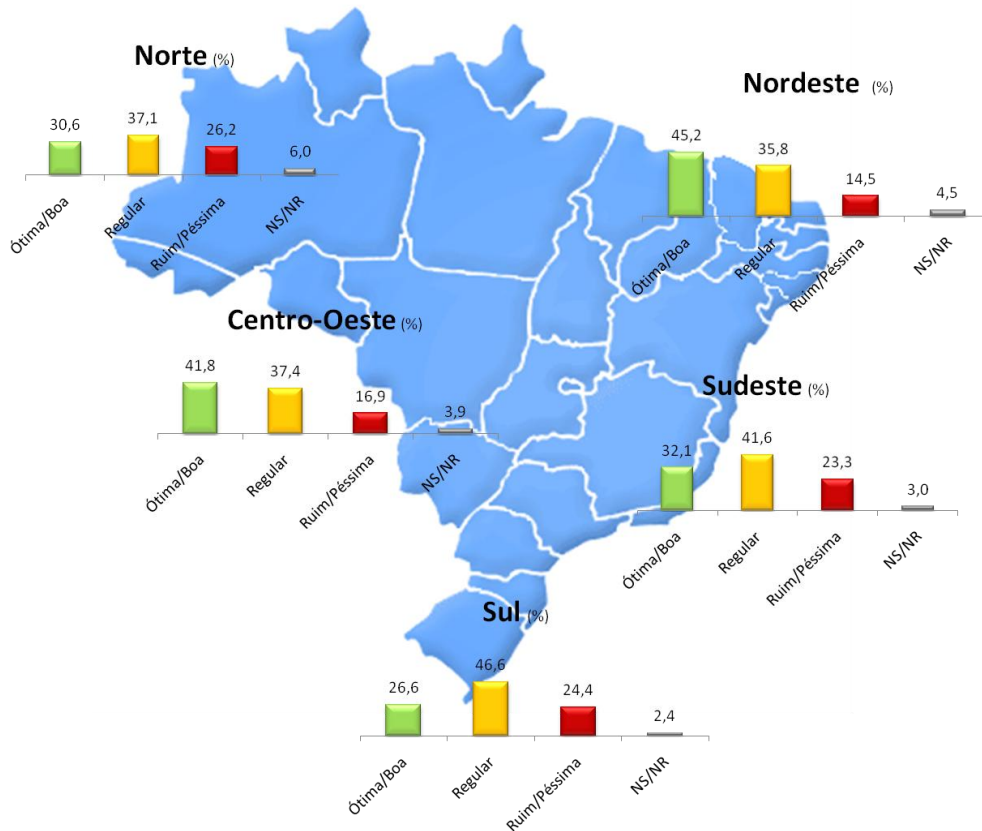 Norte (%)
30,6
37,1
26,2
6,0
Ótima/Boa
Regular
Ruim/Péssima
NS/NR
Nordeste (%)
45,2
35,8
14,5
4,5
Ótima/Boa
Regular
Ruim/Péssima
NS/NR
Centro-Oeste (%)
41,8
37,4
16,9
3,9
Ótima/Boa
Regular
Ruim/Péssima
NS/NR
Sudeste (%)
32,1
41,6
23,3
3,0
Ótima/Boa
Regular
Ruim/Péssima
NS/NR
Sul (%)
26,6
46,6
24,4
2,4
Ótima/Boa
Regular
Ruim/Péssima
NS/NR